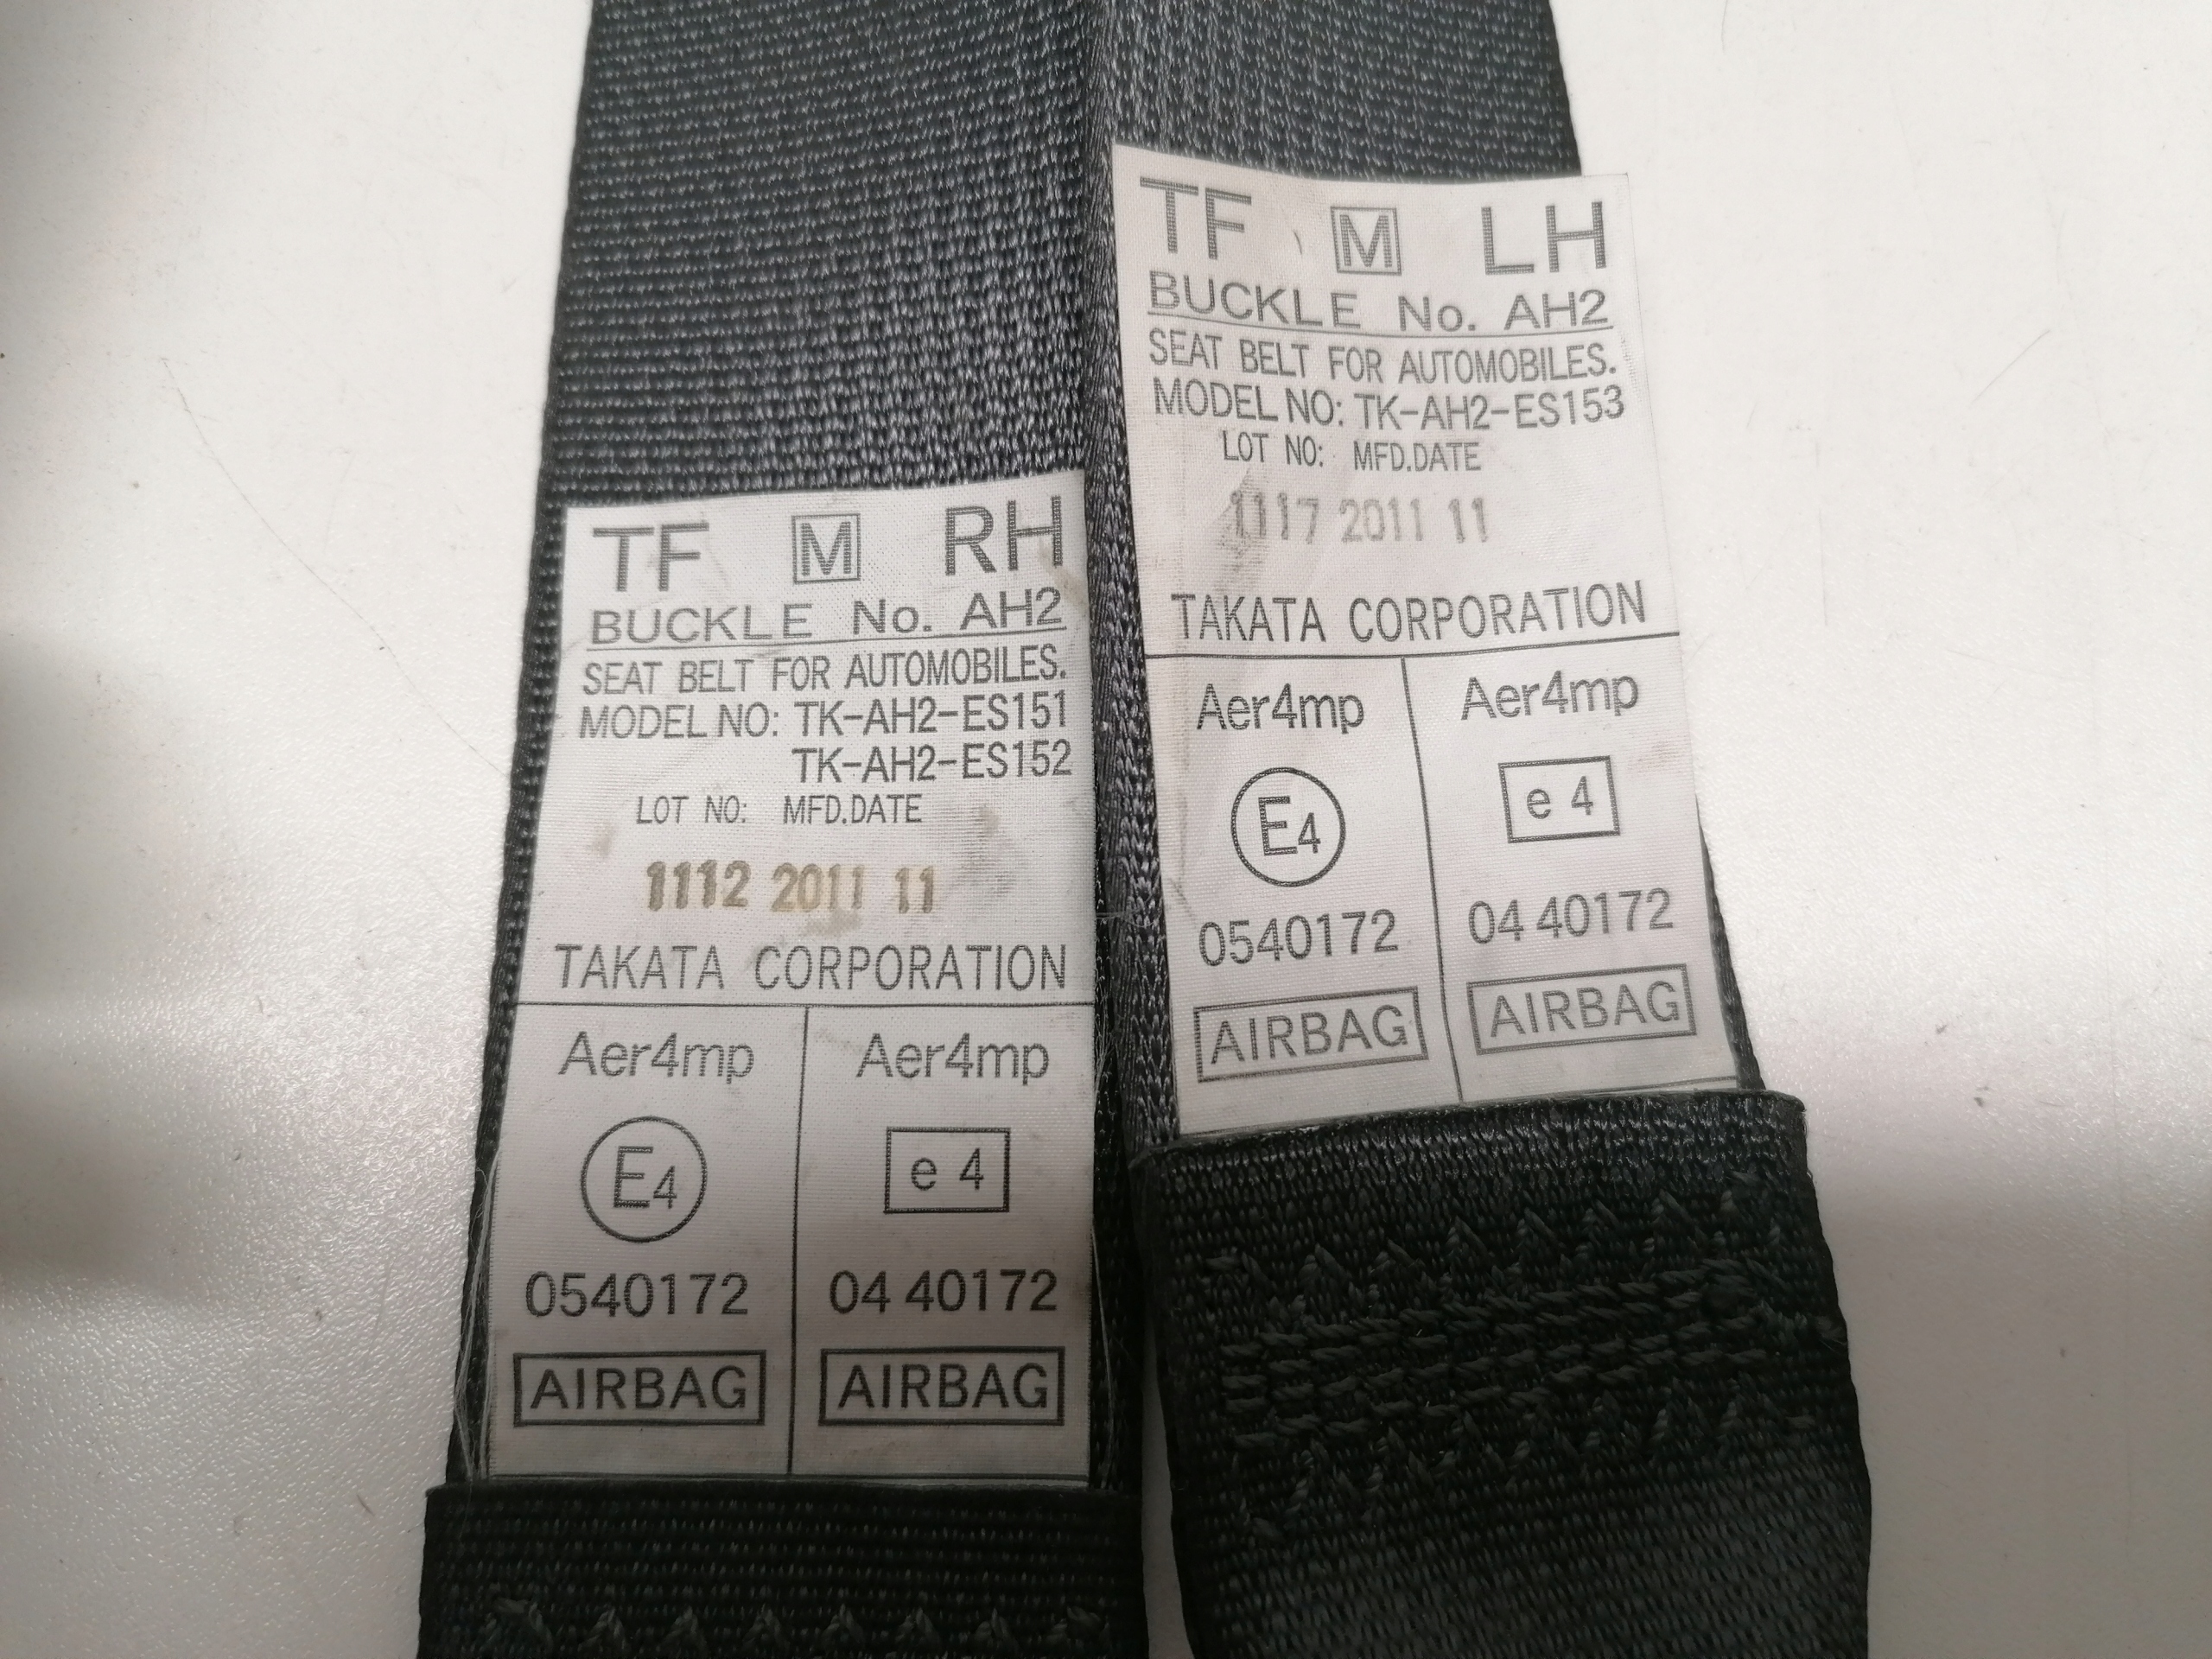 TF M RH
BUCKLE No. AH2
SEAT BELT FOR AUTOMOBILES.
MODEL NO: TK-AH2-ES151
TK-AH2-ES152
LOT NO: MFD.DATE
1112 2011 11
TAKATA CORPORATION
Aer4mp Aer4mp
E4 e 4
0540172 04 40172
AIRBAG AIRBAG
TF M LH
BUCKLE No. AH2
SEAT BELT FOR AUTOMOBILES.
MODEL NO: TK-AH2-ES153
LOT NO: MFD.DATE
1117 2011 11
TAKATA CORPORATION
Aer4mp Aer4mp
E4 e 4
0540172 04 40172
AIRBAG AIRBAG